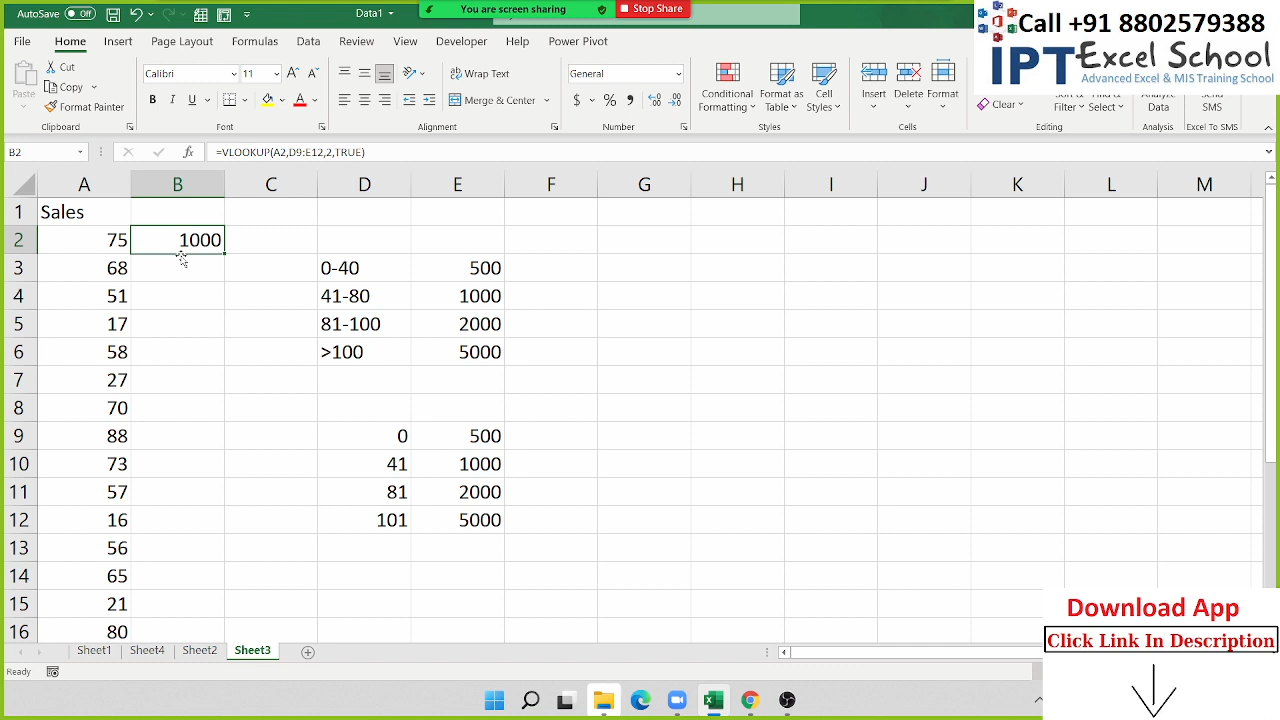 AutoSave Off Data1 You are screen sharing Stop Share
Call +91 8802579388
IPT Excel School
Advanced Excel & MIS Training School
File Home Insert Page Layout Formulas Data Review View Developer Help Power Pivot
Paste Cut Copy Format Painter
Calibri 11 B I U A
Wrap Text Merge & Center
General $ % ,
Conditional Formatting Format as Table Cell Styles
Insert Delete Format
Clear Filter Select Data SMS
Clipboard Font Alignment Number Styles Cells Editing Analysis Excel To SMS
B2 fx =VLOOKUP(A2,D9:E12,2,TRUE)
A B C D E F G H I J K L M
1 Sales
2 75 1000
3 68 0-40 500
4 51 41-80 1000
5 17 81-100 2000
6 58 >100 5000
7 27
8 70
9 88 0 500
10 73 41 1000
11 57 81 2000
12 16 101 5000
13 56
14 65
15 21
16 80
Download App
Click Link In Description
Sheet1 Sheet4 Sheet2 Sheet3
Ready